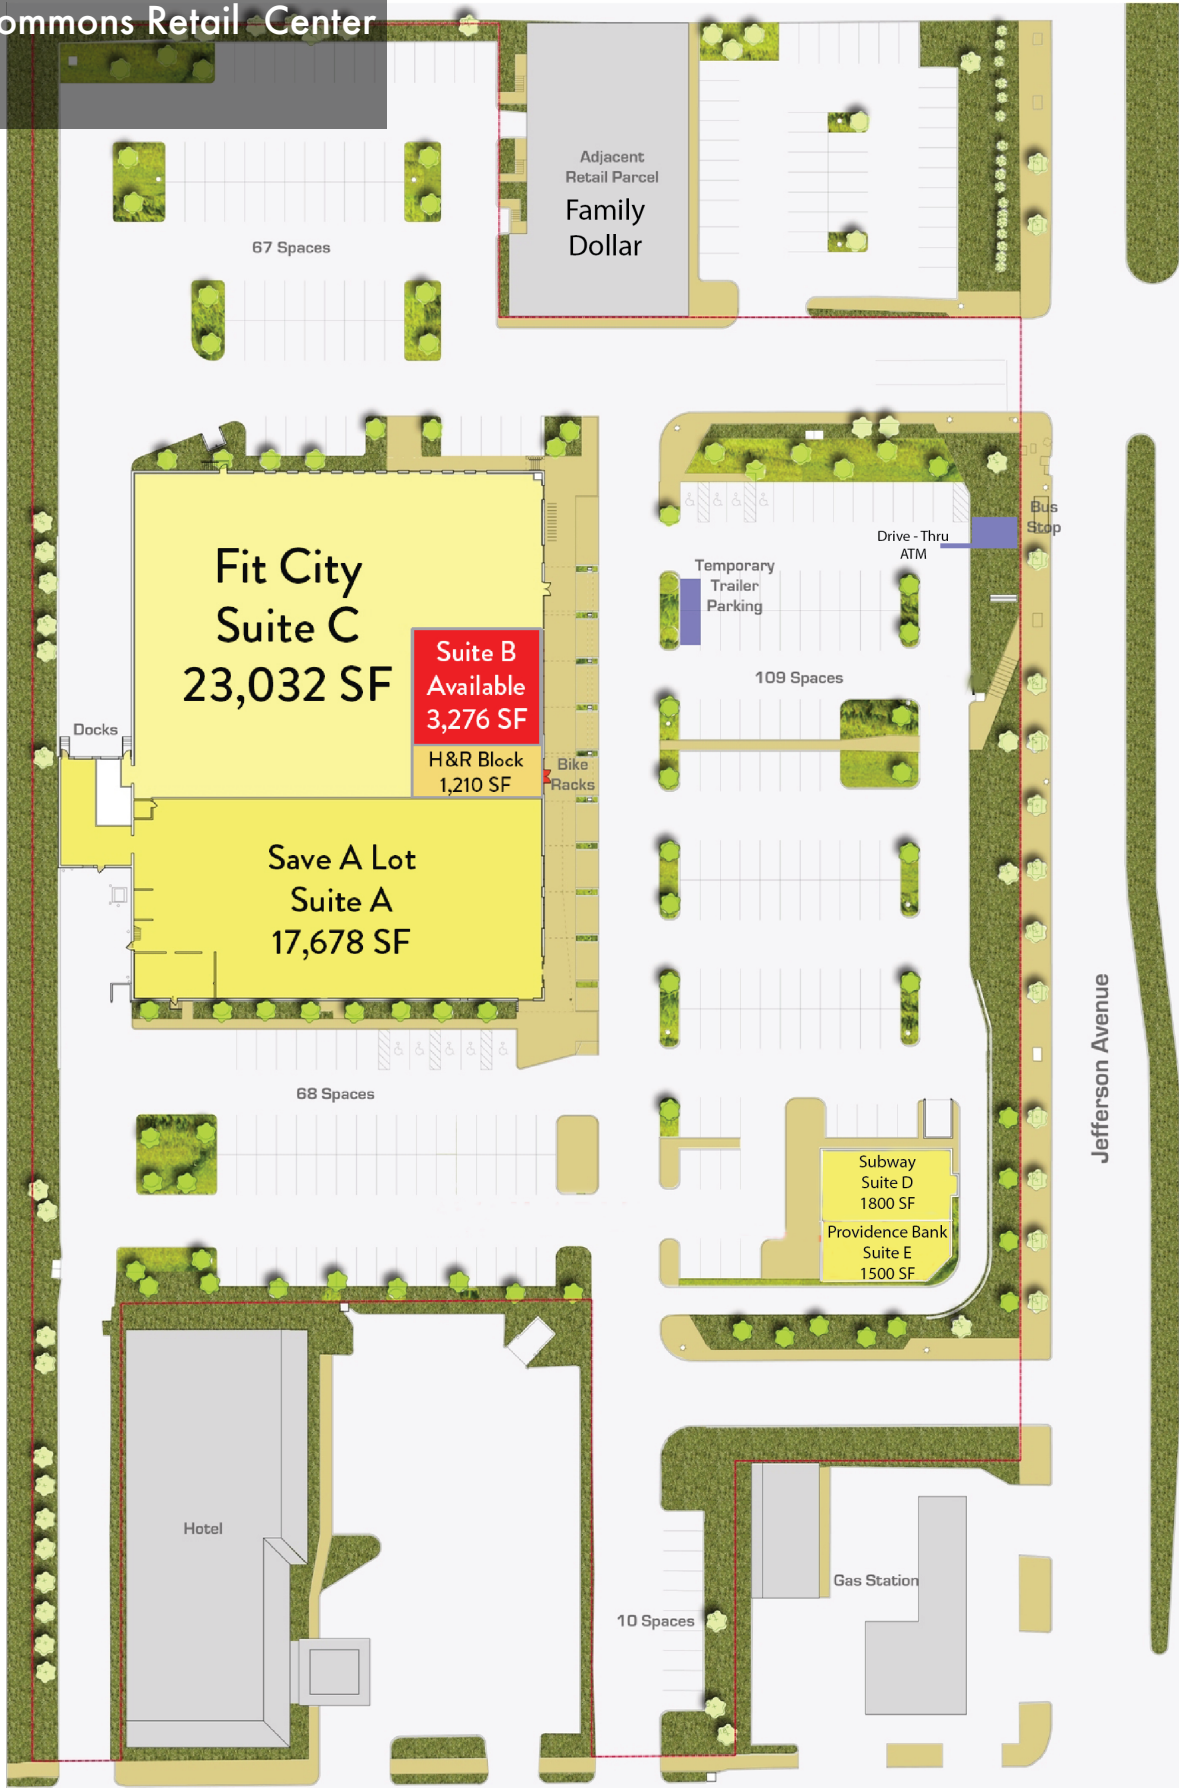 ommons Retail Center
Adjacent
Retail Parcel
Family
Dollar
67 Spaces
Fit City
Suite C
23,032 SF
Suite B
Available
3,276 SF
H&R Block
1,210 SF
Docks
Bike
Racks
Save A Lot
Suite A
17,678 SF
68 Spaces
Bus
Stop
Drive - Thru
ATM
Temporary
Trailer
Parking
109 Spaces
Jefferson Avenue
Subway
Suite D
1800 SF
Providence Bank
Suite E
1500 SF
Hotel
10 Spaces
Gas Station